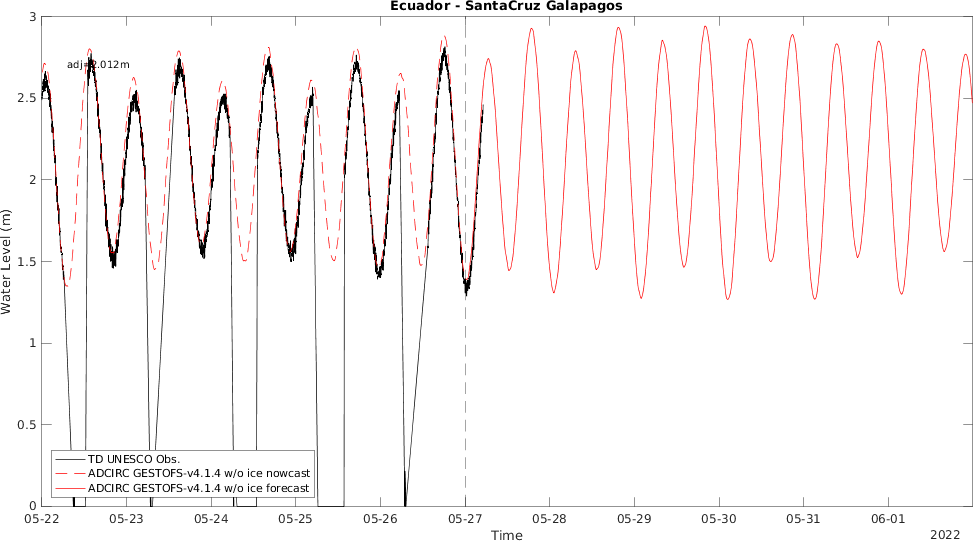 Ecuador - SantaCruz Galapagos
3
2.5
2
1.5
1
0.5
0
Water Level (m)
adj=2.012m
TD UNESCO Obs.
ADCIRC GESTOFS-v4.1.4 w/o ice nowcast
ADCIRC GESTOFS-v4.1.4 w/o ice forecast
05-22 05-23 05-24 05-25 05-26 05-27 05-28 05-29 05-30 05-31 06-01
Time
2022